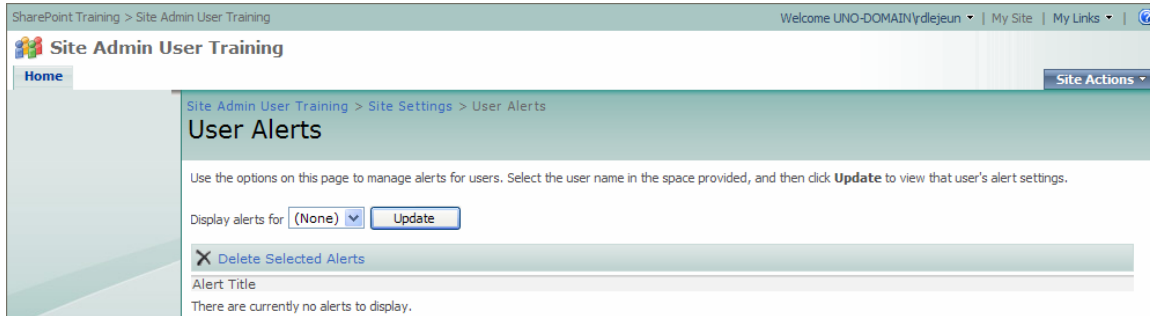 SharePoint Training > Site Admin User Training Welcome UNO-DOMAIN\rdlejeun | My Site | My Links |
Site Admin User Training
Home Site Actions
Site Admin User Training > Site Settings > User Alerts
User Alerts
Use the options on this page to manage alerts for users. Select the user name in the space provided, and then click Update to view that user's alert settings.
Display alerts for (None) Update
Delete Selected Alerts
Alert Title
There are currently no alerts to display.